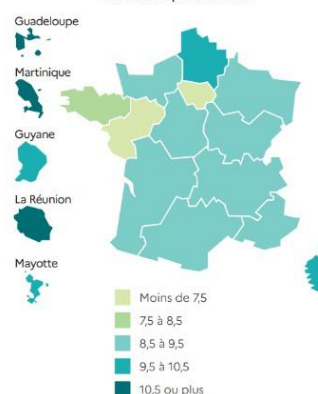 Guadeloupe
Martinique
Guyane
La Réunion
Mayotte
Moins de 7,5
7,5 à 8,5
8,5 à 9,5
9,5 à 10,5
10,5 ou plus